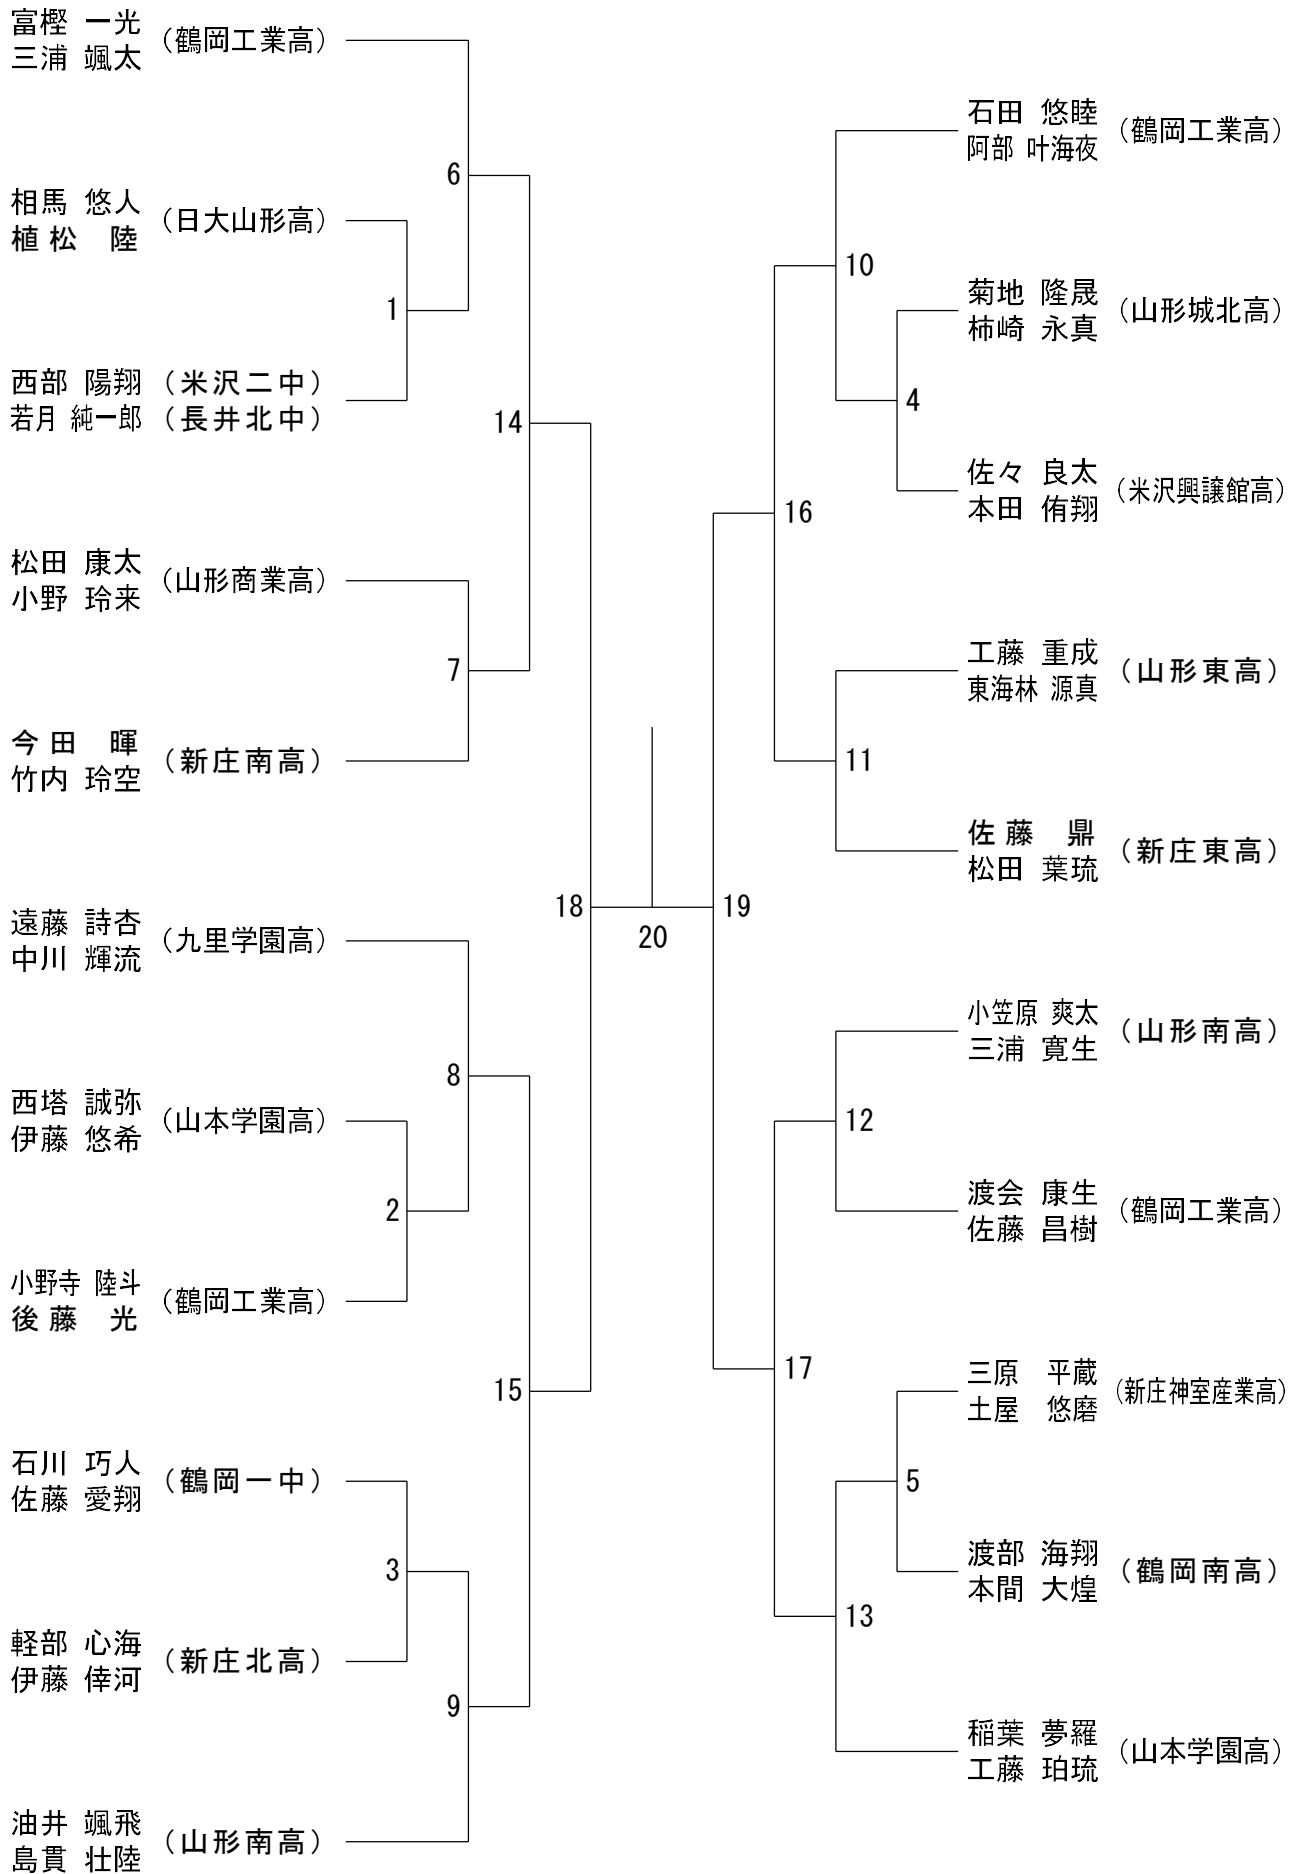 富樫 一光
三浦 颯太
（鶴岡工業高）
相馬 悠人
植松 陸
（日大山形高）
西部 陽翔 （米沢二中）
若月 純一郎 （長井北中）
松田 康太
小野 玲来
（山形商業高）
今田 暉
竹内 玲空
（新庄南高）
遠藤 詩杏
中川 輝流
（九里学園高）
西塔 誠弥
伊藤 悠希
（山本学園高）
小野寺 陸斗
後藤 光
（鶴岡工業高）
石川 巧人
佐藤 愛翔
（鶴岡一中）
軽部 心海
伊藤 倖河
（新庄北高）
油井 颯飛
島貫 壮陸
（山形南高）
6
1
14
7
8
2
15
3
9
18
20
19
10
4
16
11
12
17
5
13
石田 悠睦
阿部 叶海夜
（鶴岡工業高）
菊地 隆晟
柿崎 永真
（山形城北高）
佐々 良太
本田 侑翔
（米沢興譲館高）
工藤 重成
東海林 源真
（山形東高）
佐藤 鼎
松田 葉琉
（新庄東高）
小笠原 爽太
三浦 寛生
（山形南高）
渡会 康生
佐藤 昌樹
（鶴岡工業高）
三原 平蔵
土屋 悠磨
（新庄神室産業高）
渡部 海翔
本間 大煌
（鶴岡南高）
稲葉 夢羅
工藤 珀琉
（山本学園高）